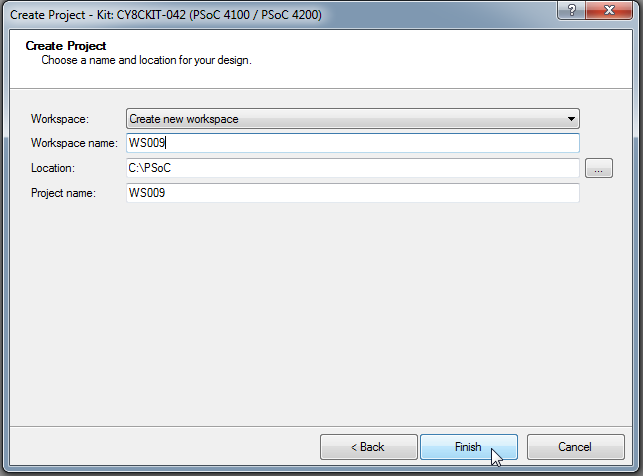 Create Project - Kit: CY8CKIT-042 (PSoC 4100 / PSoC 4200)
?
Create Project
Choose a name and location for your design.
Workspace: Create new workspace
Workspace name: WS009
Location: C:\PSoC ...
Project name: WS009
< Back Finish Cancel